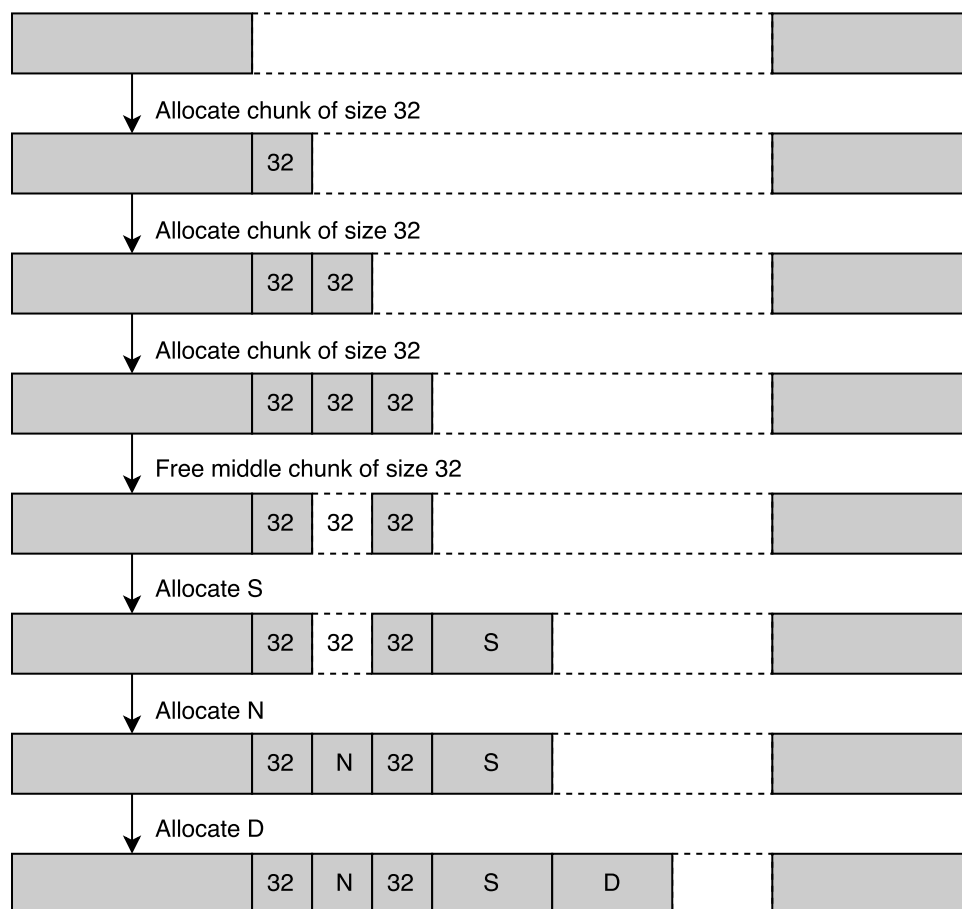 Allocate chunk of size 32
32
Allocate chunk of size 32
32 32
Allocate chunk of size 32
32 32 32
Free middle chunk of size 32
32 32 32
Allocate S
32 32 32 S
Allocate N
32 N 32 S
Allocate D
32 N 32 S D